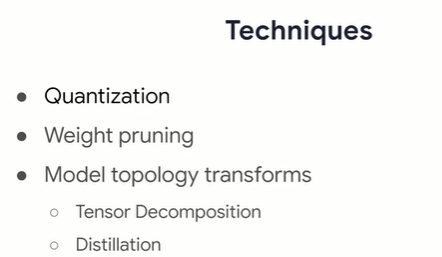 Techniques
● Quantization
● Weight pruning
● Model topology transforms
○ Tensor Decomposition
○ Distillation